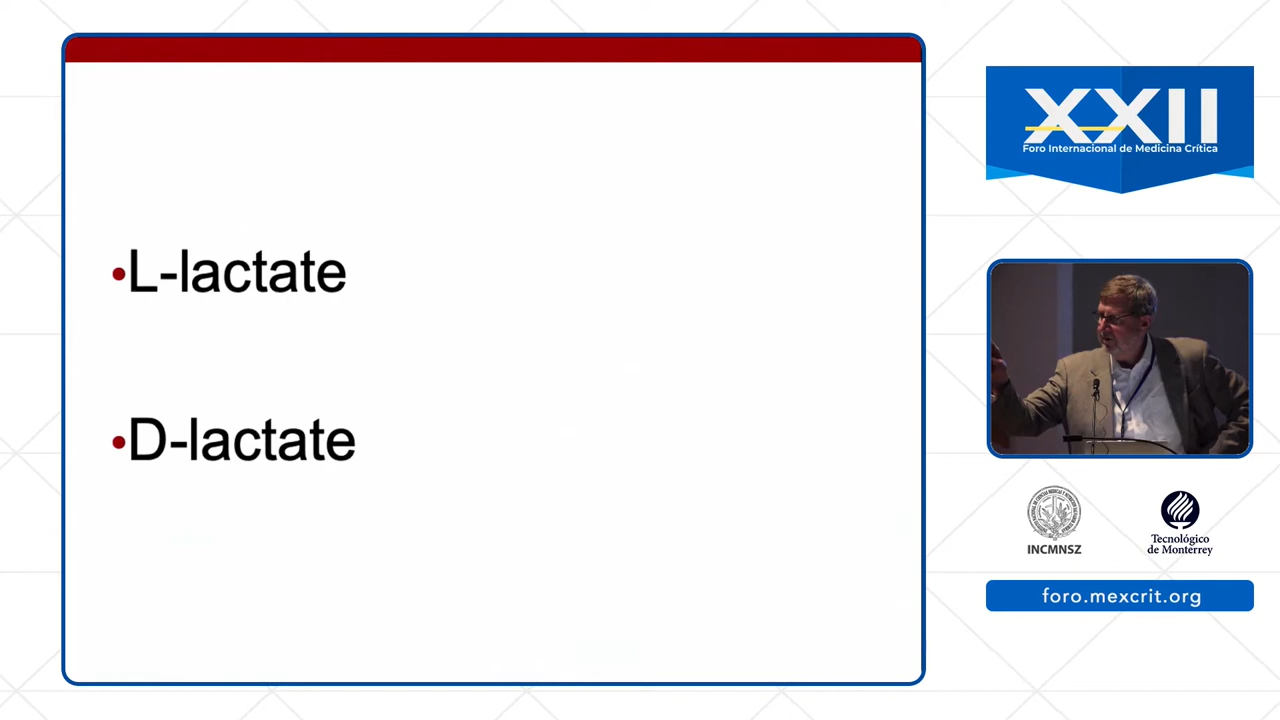 •L-lactate
•D-lactate
XXII
Foro Internacional de Medicina Crítica
INCMNSZ
Tecnológico
de Monterrey
foro.mexcrit.org